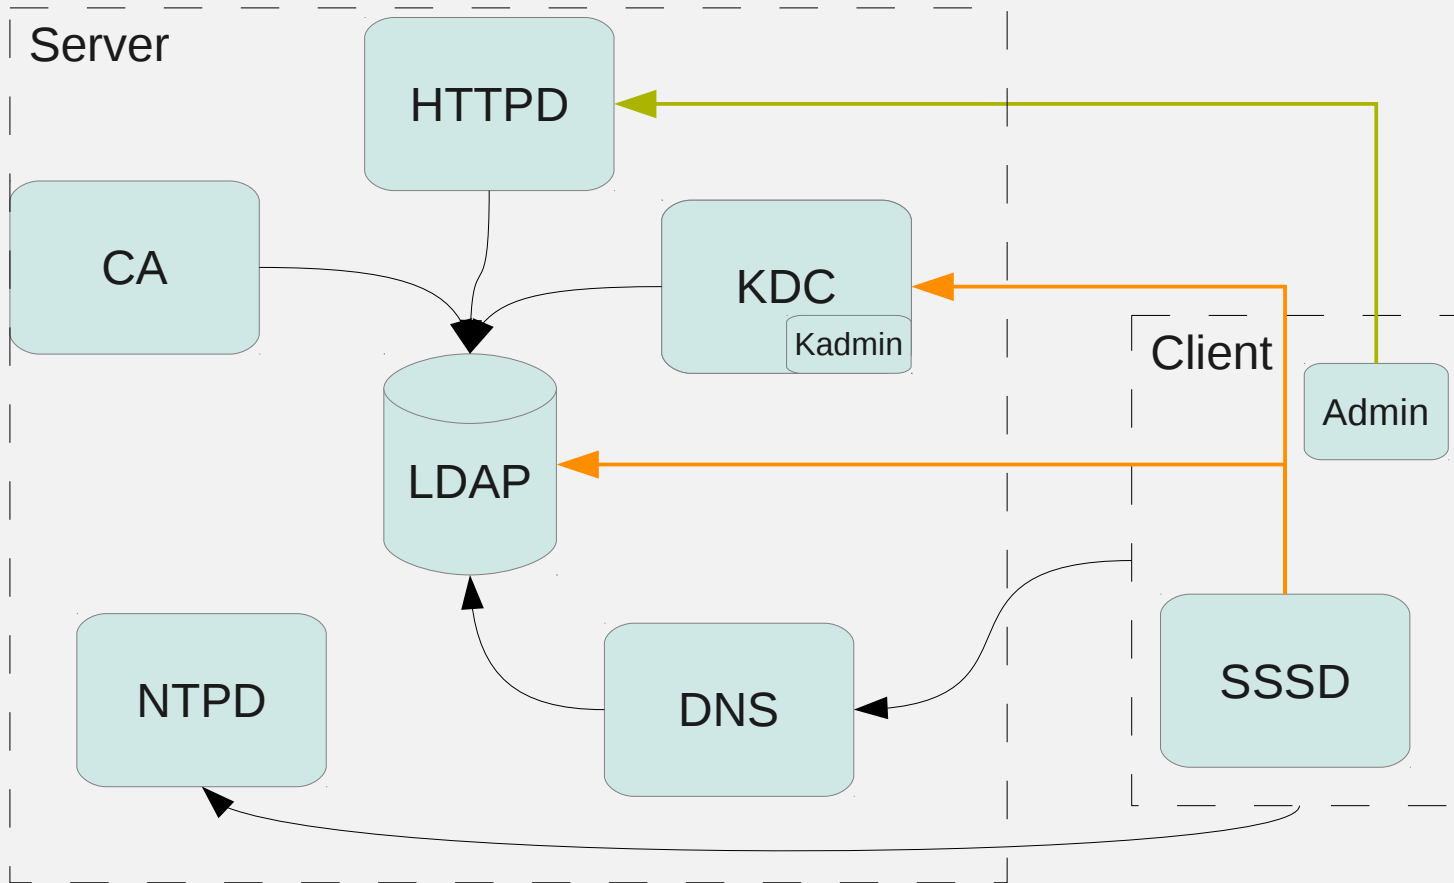 Server
HTTPD
CA
KDC
Kadmin
Client
Admin
LDAP
NTPD
DNS
SSSD